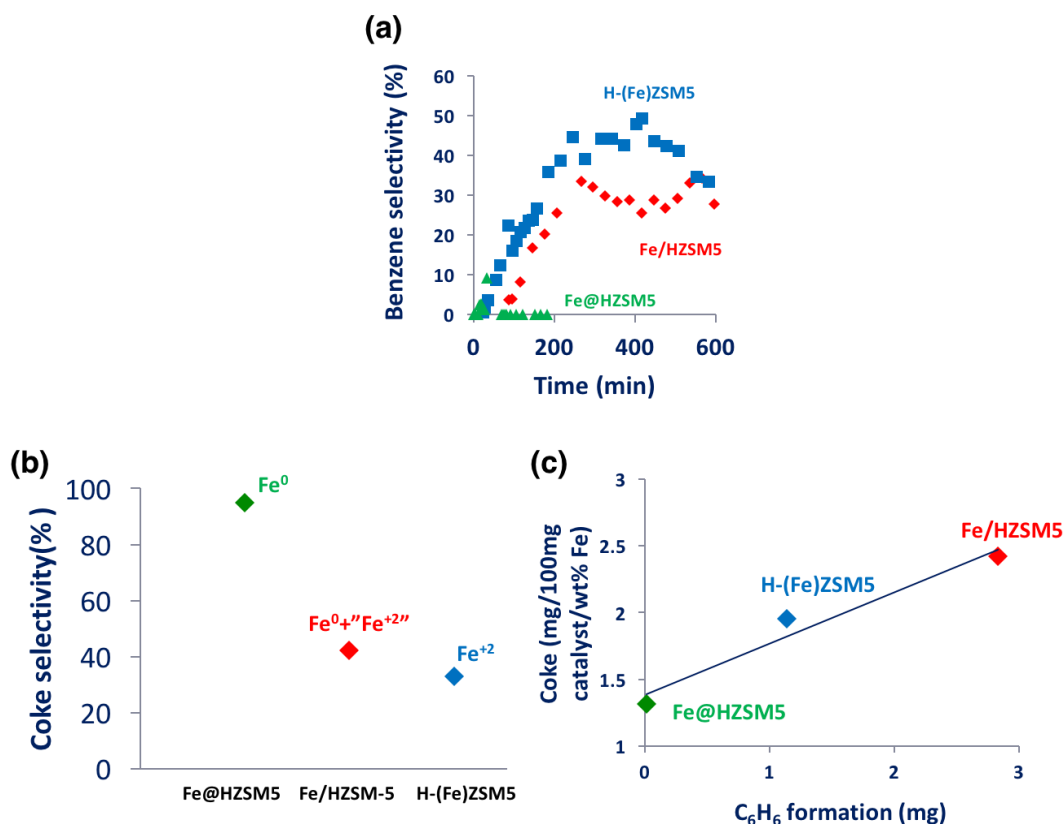 (a)
60
50
40
30
20
10
0
Benzene selectivity (%)
H-(Fe)ZSM5
Fe/HZSM5
Fe@HZSM5
0 200 400 600
Time (min)
(b)
100
80
60
40
20
0
Coke selectivity(% )
Fe⁰
Fe⁰+”Fe⁺²”
Fe⁺²
Fe@HZSM5 Fe/HZSM-5 H-(Fe)ZSM5
(c)
3
2.5
2
1.5
1
Coke (mg/100mg
catalyst/wt% Fe)
Fe/HZSM5
H-(Fe)ZSM5
Fe@HZSM5
0 1 2 3
C₆H₆ formation (mg)